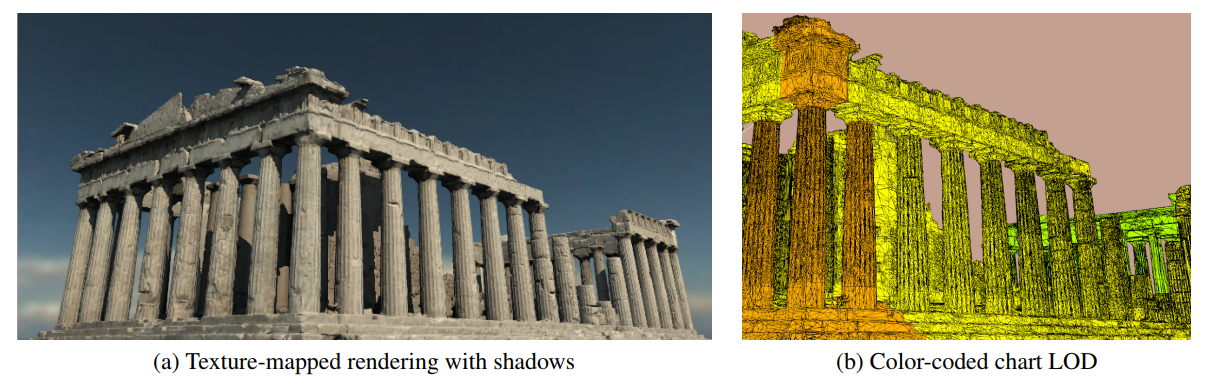 (a) Texture-mapped rendering with shadows
(b) Color-coded chart LOD